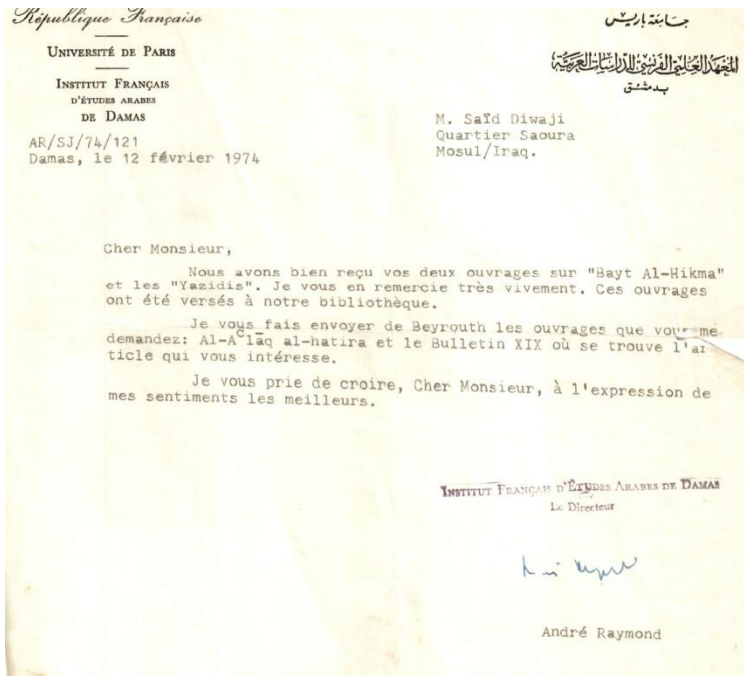 République Française
UNIVERSITÉ DE PARIS
INSTITUT FRANÇAIS
D'ÉTUDES ARABES
DE DAMAS
جامعة باريس
المعهد العلمي الفرنسي للدراسات العربية
بدمشق
AR/SJ/74/121
Damas, le 12 février 1974
M. Saïd Diwaji
Quartier Saoura
Mosul/Iraq.
Cher Monsieur,
Nous avons bien reçu vos deux ouvrages sur "Bayt Al-Hikma"
et les "Yazidis". Je vous en remercie très vivement. Ces ouvrages
ont été versés à notre bibliothèque.
Je vous fais envoyer de Beyrouth les ouvrages que vous me
demandez: Al-Aᶜlāq al-hatira et le Bulletin XIX où se trouve l'ar
ticle qui vous intéresse.
Je vous prie de croire, Cher Monsieur, à l'expression de
mes sentiments les meilleurs.
INSTITUT FRANÇAIS D'ÉTUDES ARABES DE DAMAS
Le Directeur
André Raymond